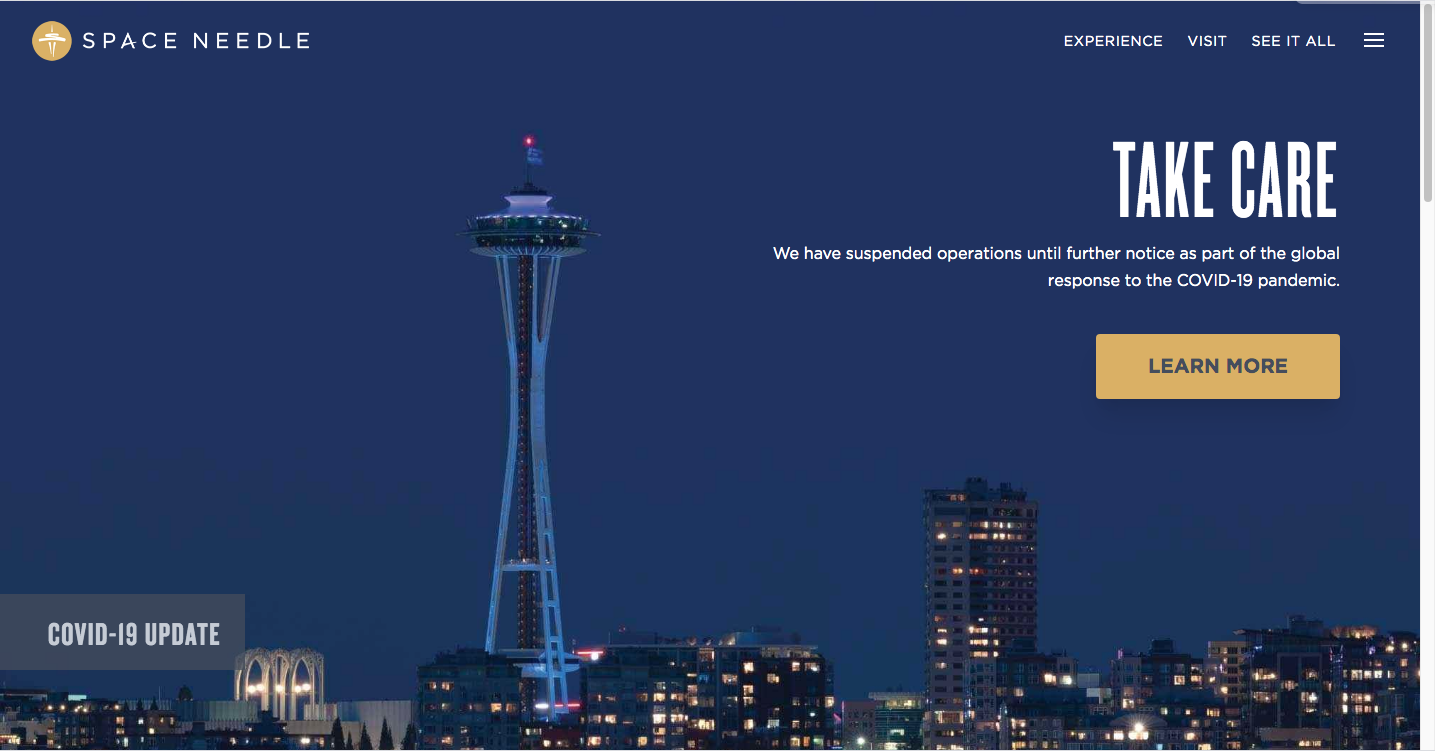 SPACE NEEDLE
EXPERIENCE VISIT SEE IT ALL
TAKE CARE
We have suspended operations until further notice as part of the global
response to the COVID-19 pandemic.
LEARN MORE
COVID-19 UPDATE